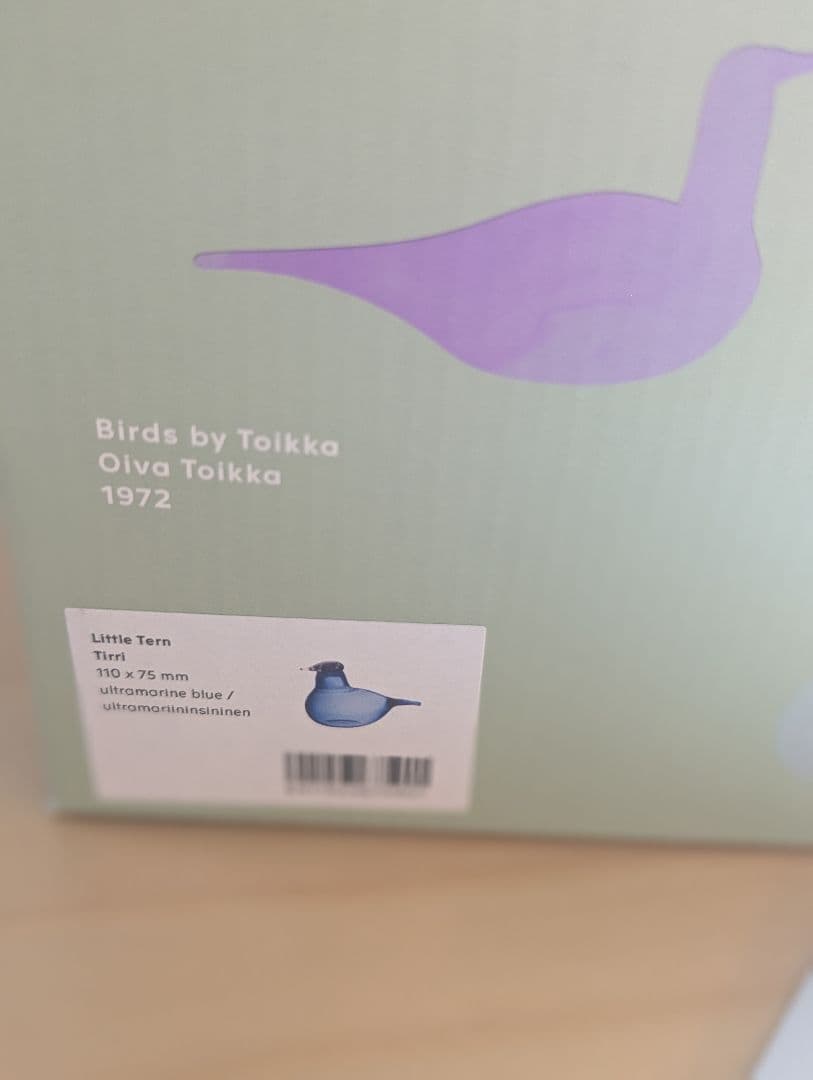 Birds by Toikka
Oiva Toikka
1972
Little Tern
Tirri
110 x 75 mm
ultramarine blue /
ultramariininsininen